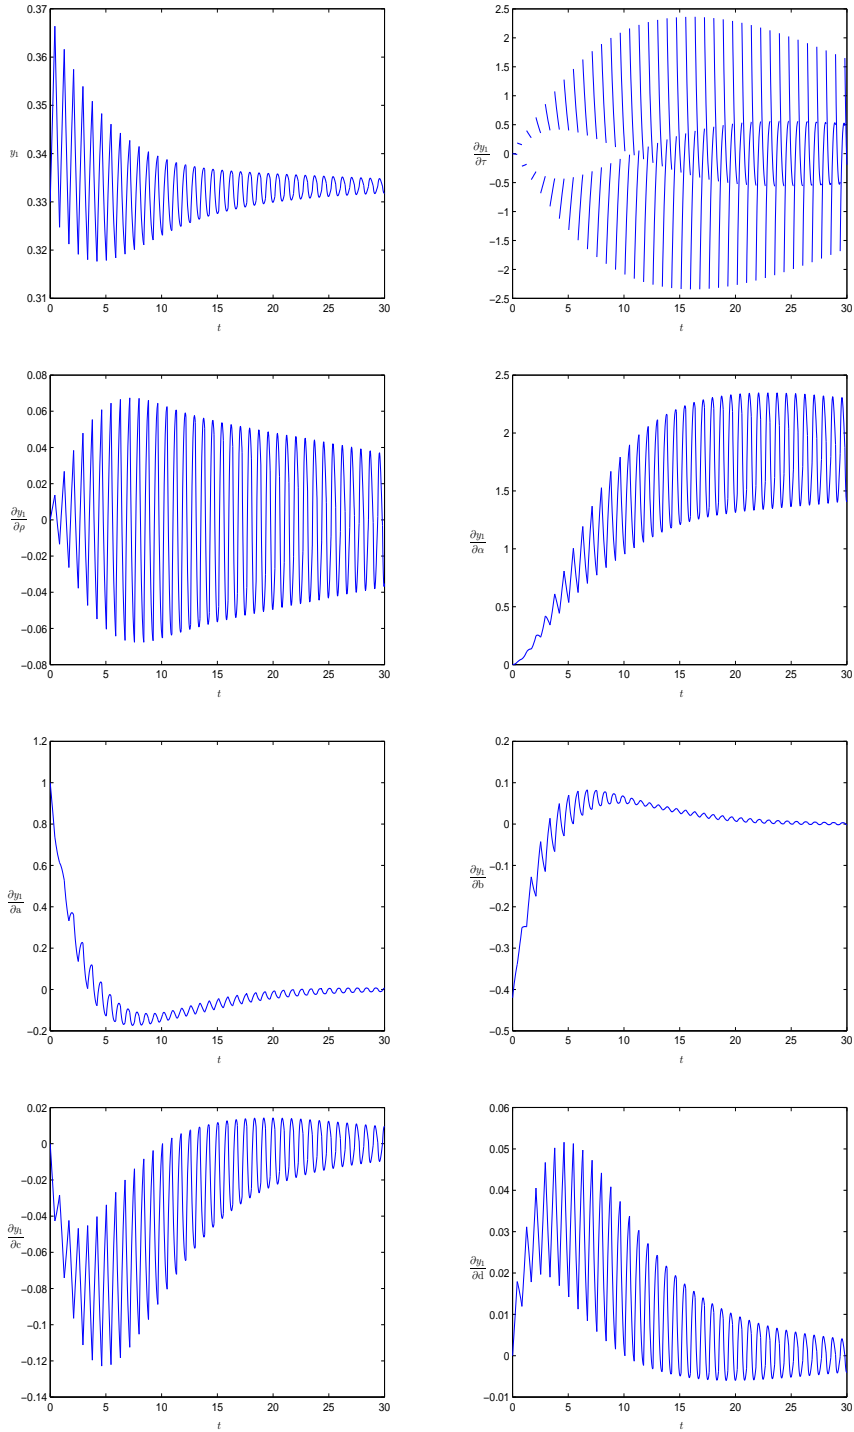 0.37
0.36
0.35
0.34
0.33
0.32
0.31
y₁
0 5 10 15 20 25 30
t
2.5
2
1.5
1
0.5
0
−0.5
−1
−1.5
−2
−2.5
∂y₁
∂τ
0 5 10 15 20 25 30
t
0.08
0.06
0.04
0.02
0
−0.02
−0.04
−0.06
−0.08
∂y₁
∂ρ
0 5 10 15 20 25 30
t
2.5
2
1.5
1
0.5
0
∂y₁
∂α
0 5 10 15 20 25 30
t
1.2
1
0.8
0.6
0.4
0.2
0
−0.2
∂y₁
∂a
0 5 10 15 20 25 30
t
0.2
0.1
0
−0.1
−0.2
−0.3
−0.4
−0.5
∂y₁
∂b
0 5 10 15 20 25 30
t
0.02
0
−0.02
−0.04
−0.06
−0.08
−0.1
−0.12
−0.14
∂y₁
∂c
0 5 10 15 20 25 30
t
0.06
0.05
0.04
0.03
0.02
0.01
0
−0.01
∂y₁
∂d
0 5 10 15 20 25 30
t